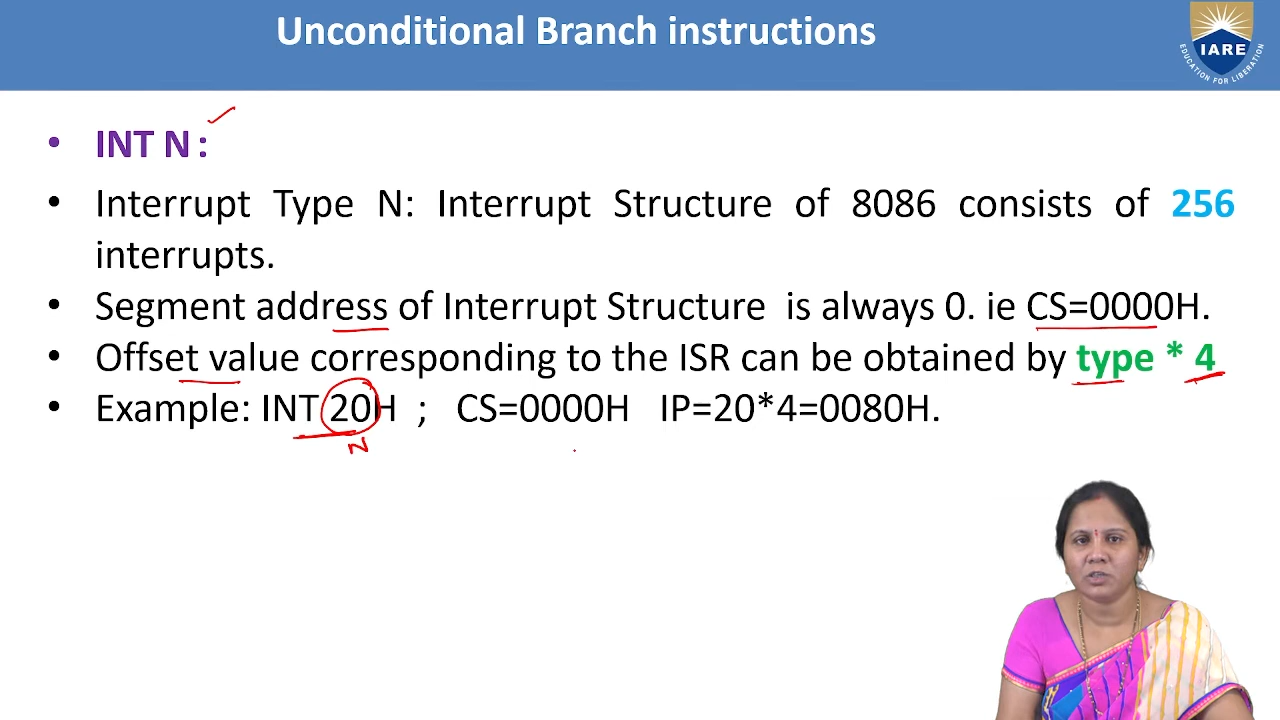 Unconditional Branch instructions
IARE
EDUCATION FOR LIBERATION
• INT N :
• Interrupt Type N: Interrupt Structure of 8086 consists of 256
interrupts.
• Segment address of Interrupt Structure is always 0. ie CS=0000H.
• Offset value corresponding to the ISR can be obtained by type * 4
• Example: INT 20H ; CS=0000H IP=20*4=0080H.
N